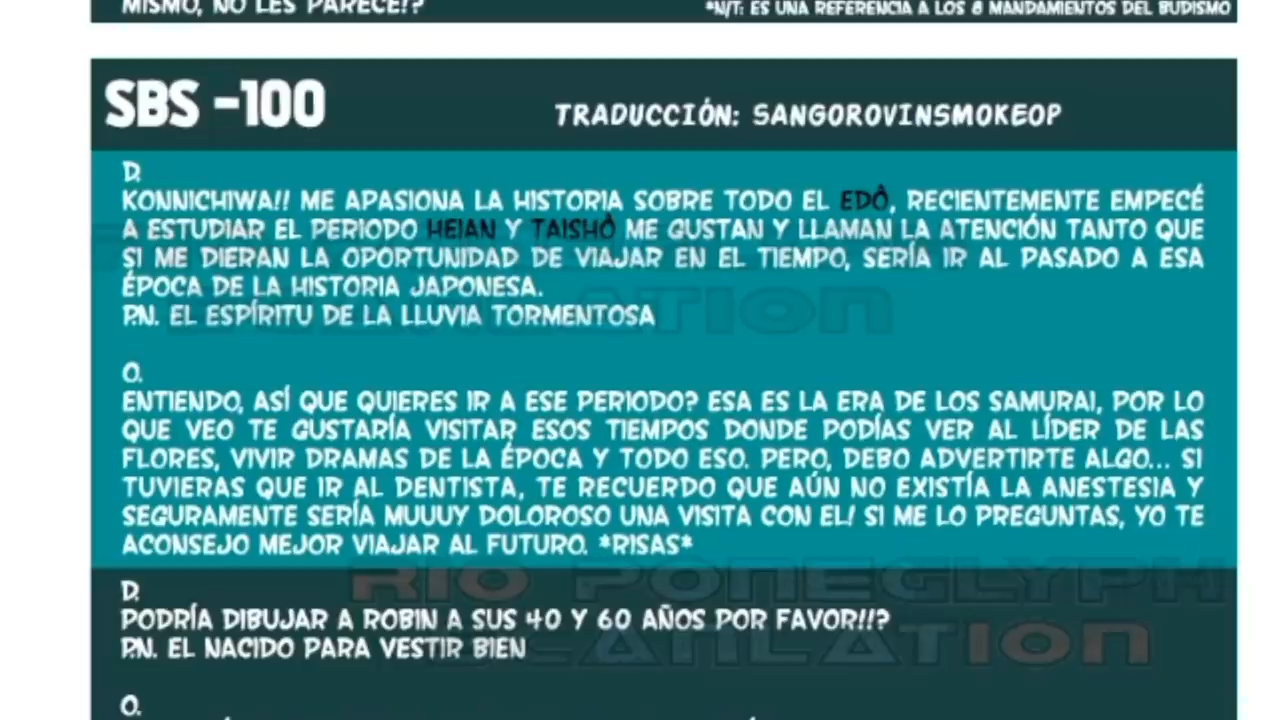 MISMO, NO LES PARECE!?
*N/T: ES UNA REFERENCIA A LOS 8 MANDAMIENTOS DEL BUDISMO
SBS -100
TRADUCCIÓN: SANGOROVINSMOKEOP
D.
KONNICHIWA!! ME APASIONA LA HISTORIA SOBRE TODO EL EDÔ, RECIENTEMENTE EMPECÉ
A ESTUDIAR EL PERIODO HEIAN Y TAISHÔ ME GUSTAN Y LLAMAN LA ATENCIÓN TANTO QUE
SI ME DIERAN LA OPORTUNIDAD DE VIAJAR EN EL TIEMPO, SERÍA IR AL PASADO A ESA
ÉPOCA DE LA HISTORIA JAPONESA.
P.N. EL ESPÍRITU DE LA LLUVIA TORMENTOSA
O.
ENTIENDO, ASÍ QUE QUIERES IR A ESE PERIODO? ESA ES LA ERA DE LOS SAMURAI, POR LO
QUE VEO TE GUSTARÍA VISITAR ESOS TIEMPOS DONDE PODÍAS VER AL LÍDER DE LAS
FLORES, VIVIR DRAMAS DE LA ÉPOCA Y TODO ESO. PERO, DEBO ADVERTIRTE ALGO... SI
TUVIERAS QUE IR AL DENTISTA, TE RECUERDO QUE AÚN NO EXISTÍA LA ANESTESIA Y
SEGURAMENTE SERÍA MUUUY DOLOROSO UNA VISITA CON EL! SI ME LO PREGUNTAS, YO TE
ACONSEJO MEJOR VIAJAR AL FUTURO. *RISAS*
RIO PONEGLYPH
SCANLATION
D.
PODRÍA DIBUJAR A ROBIN A SUS 40 Y 60 AÑOS POR FAVOR!!?
P.N. EL NACIDO PARA VESTIR BIEN
O.